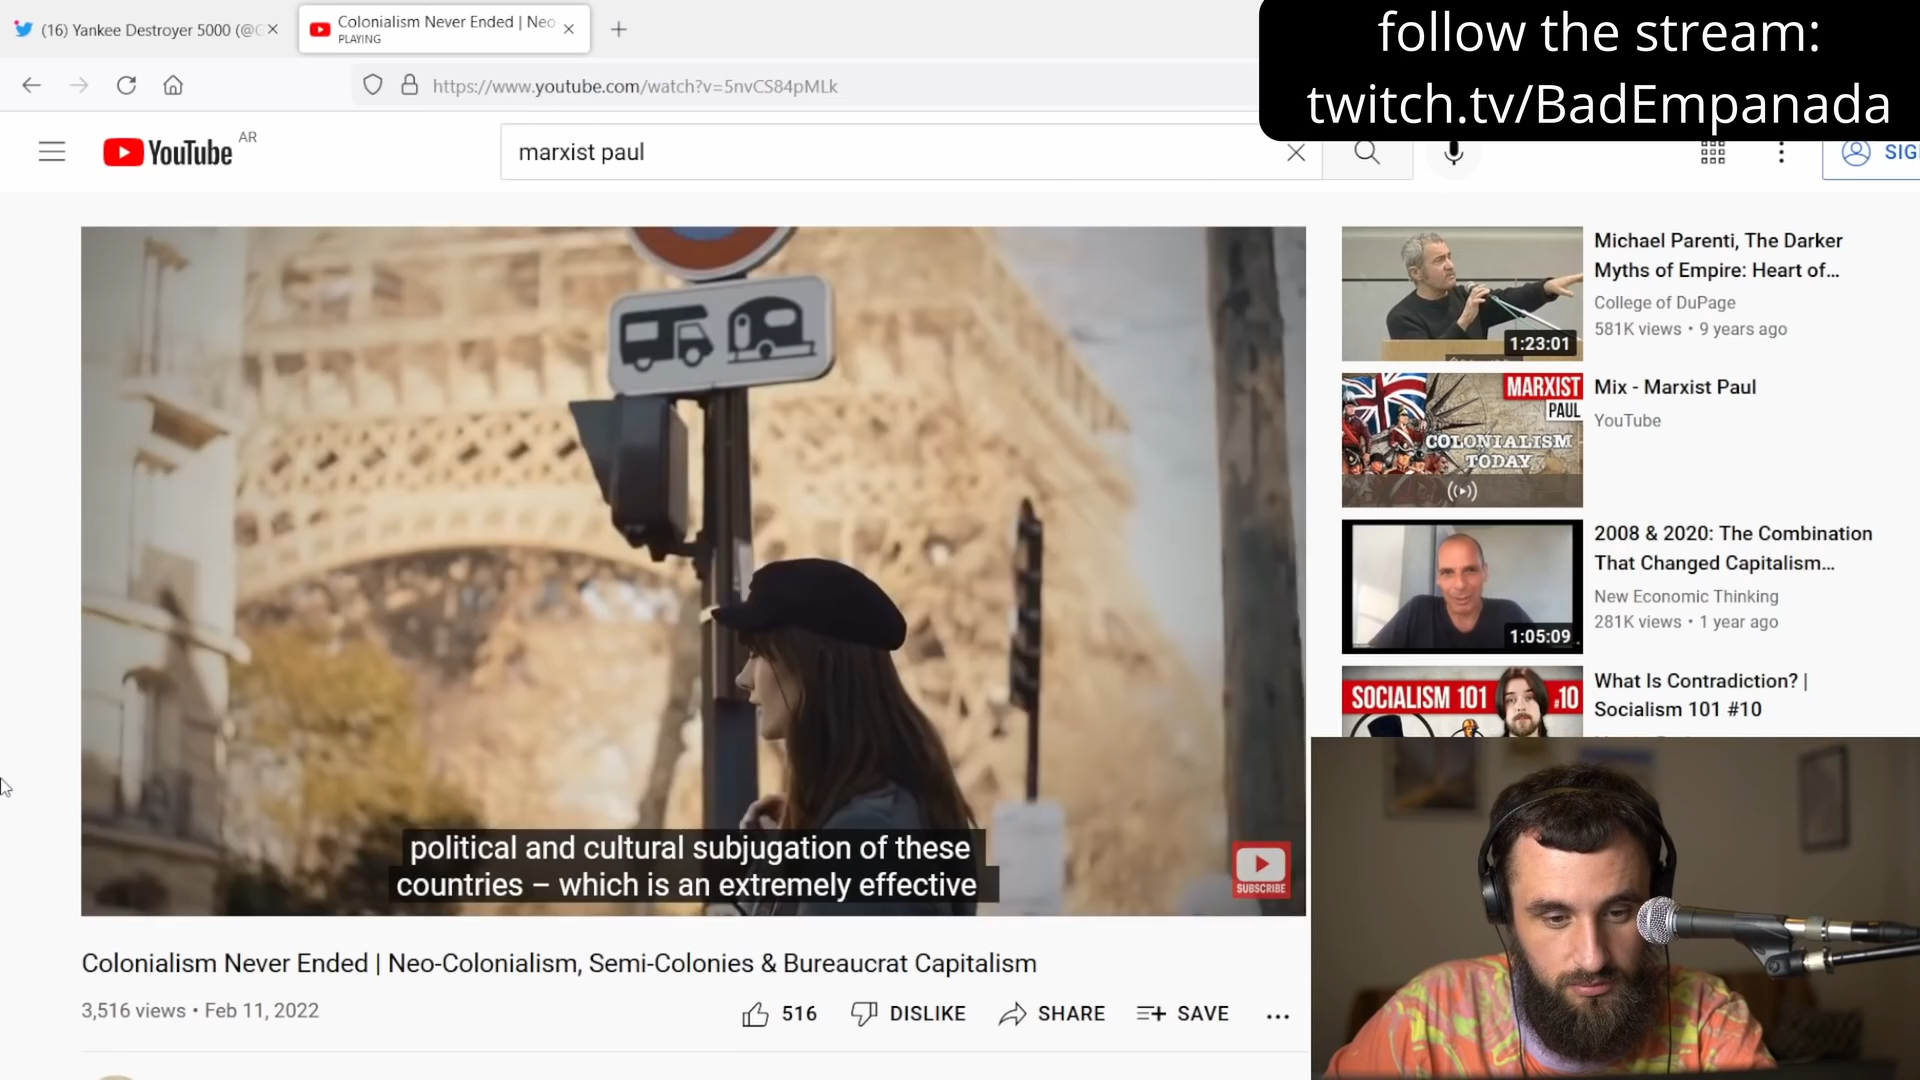 (16) Yankee Destroyer 5000 (@G
Colonialism Never Ended | Neo-
PLAYING
follow the stream:
twitch.tv/BadEmpanada
https://www.youtube.com/watch?v=5nvCS84pMLk
YouTube AR
marxist paul
SIG
Michael Parenti, The Darker
Myths of Empire: Heart of...
College of DuPage
581K views • 9 years ago
1:23:01
MARXIST
PAUL
COLONIALISM
TODAY
Mix - Marxist Paul
YouTube
2008 & 2020: The Combination
That Changed Capitalism...
New Economic Thinking
281K views • 1 year ago
1:05:09
SOCIALISM 101 #10
What Is Contradiction? |
Socialism 101 #10
political and cultural subjugation of these
countries – which is an extremely effective
SUBSCRIBE
Colonialism Never Ended | Neo-Colonialism, Semi-Colonies & Bureaucrat Capitalism
3,516 views • Feb 11, 2022
516 DISLIKE SHARE SAVE